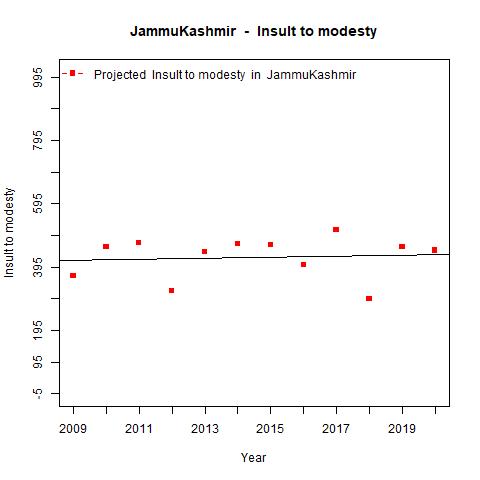 JammuKashmir - Insult to modesty
Projected Insult to modesty in JammuKashmir
Insult to modesty
995
795
595
395
195
95
-5
2009 2011 2013 2015 2017 2019
Year